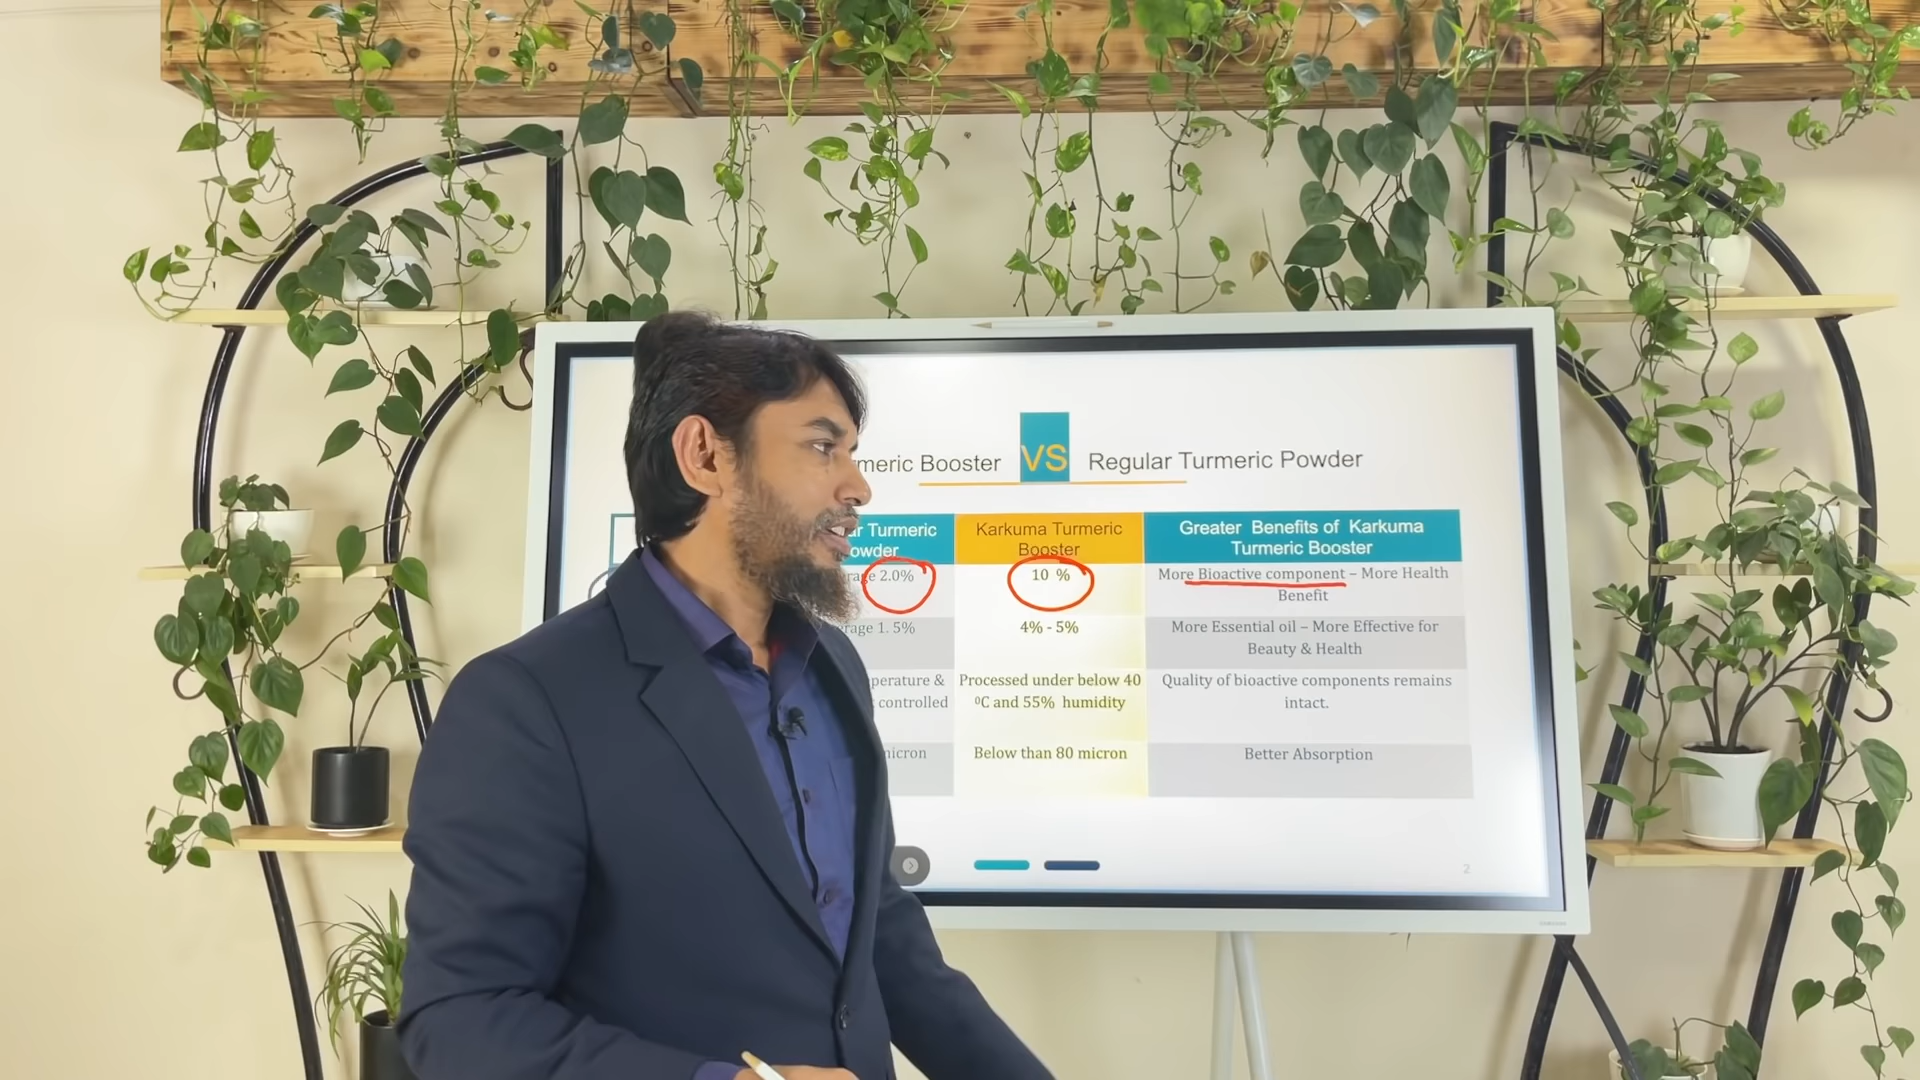 meric Booster VS Regular Turmeric Powder
ar Turmeric
owder
Karkuma Turmeric
Booster
Greater Benefits of Karkuma
Turmeric Booster
rage 2.0%
10 %
More Bioactive component – More Health
Benefit
rage 1. 5%
4% - 5%
More Essential oil – More Effective for
Beauty & Health
perature &
controlled
Processed under below 40
⁰C and 55% humidity
Quality of bioactive components remains
intact.
micron
Below than 80 micron
Better Absorption
2